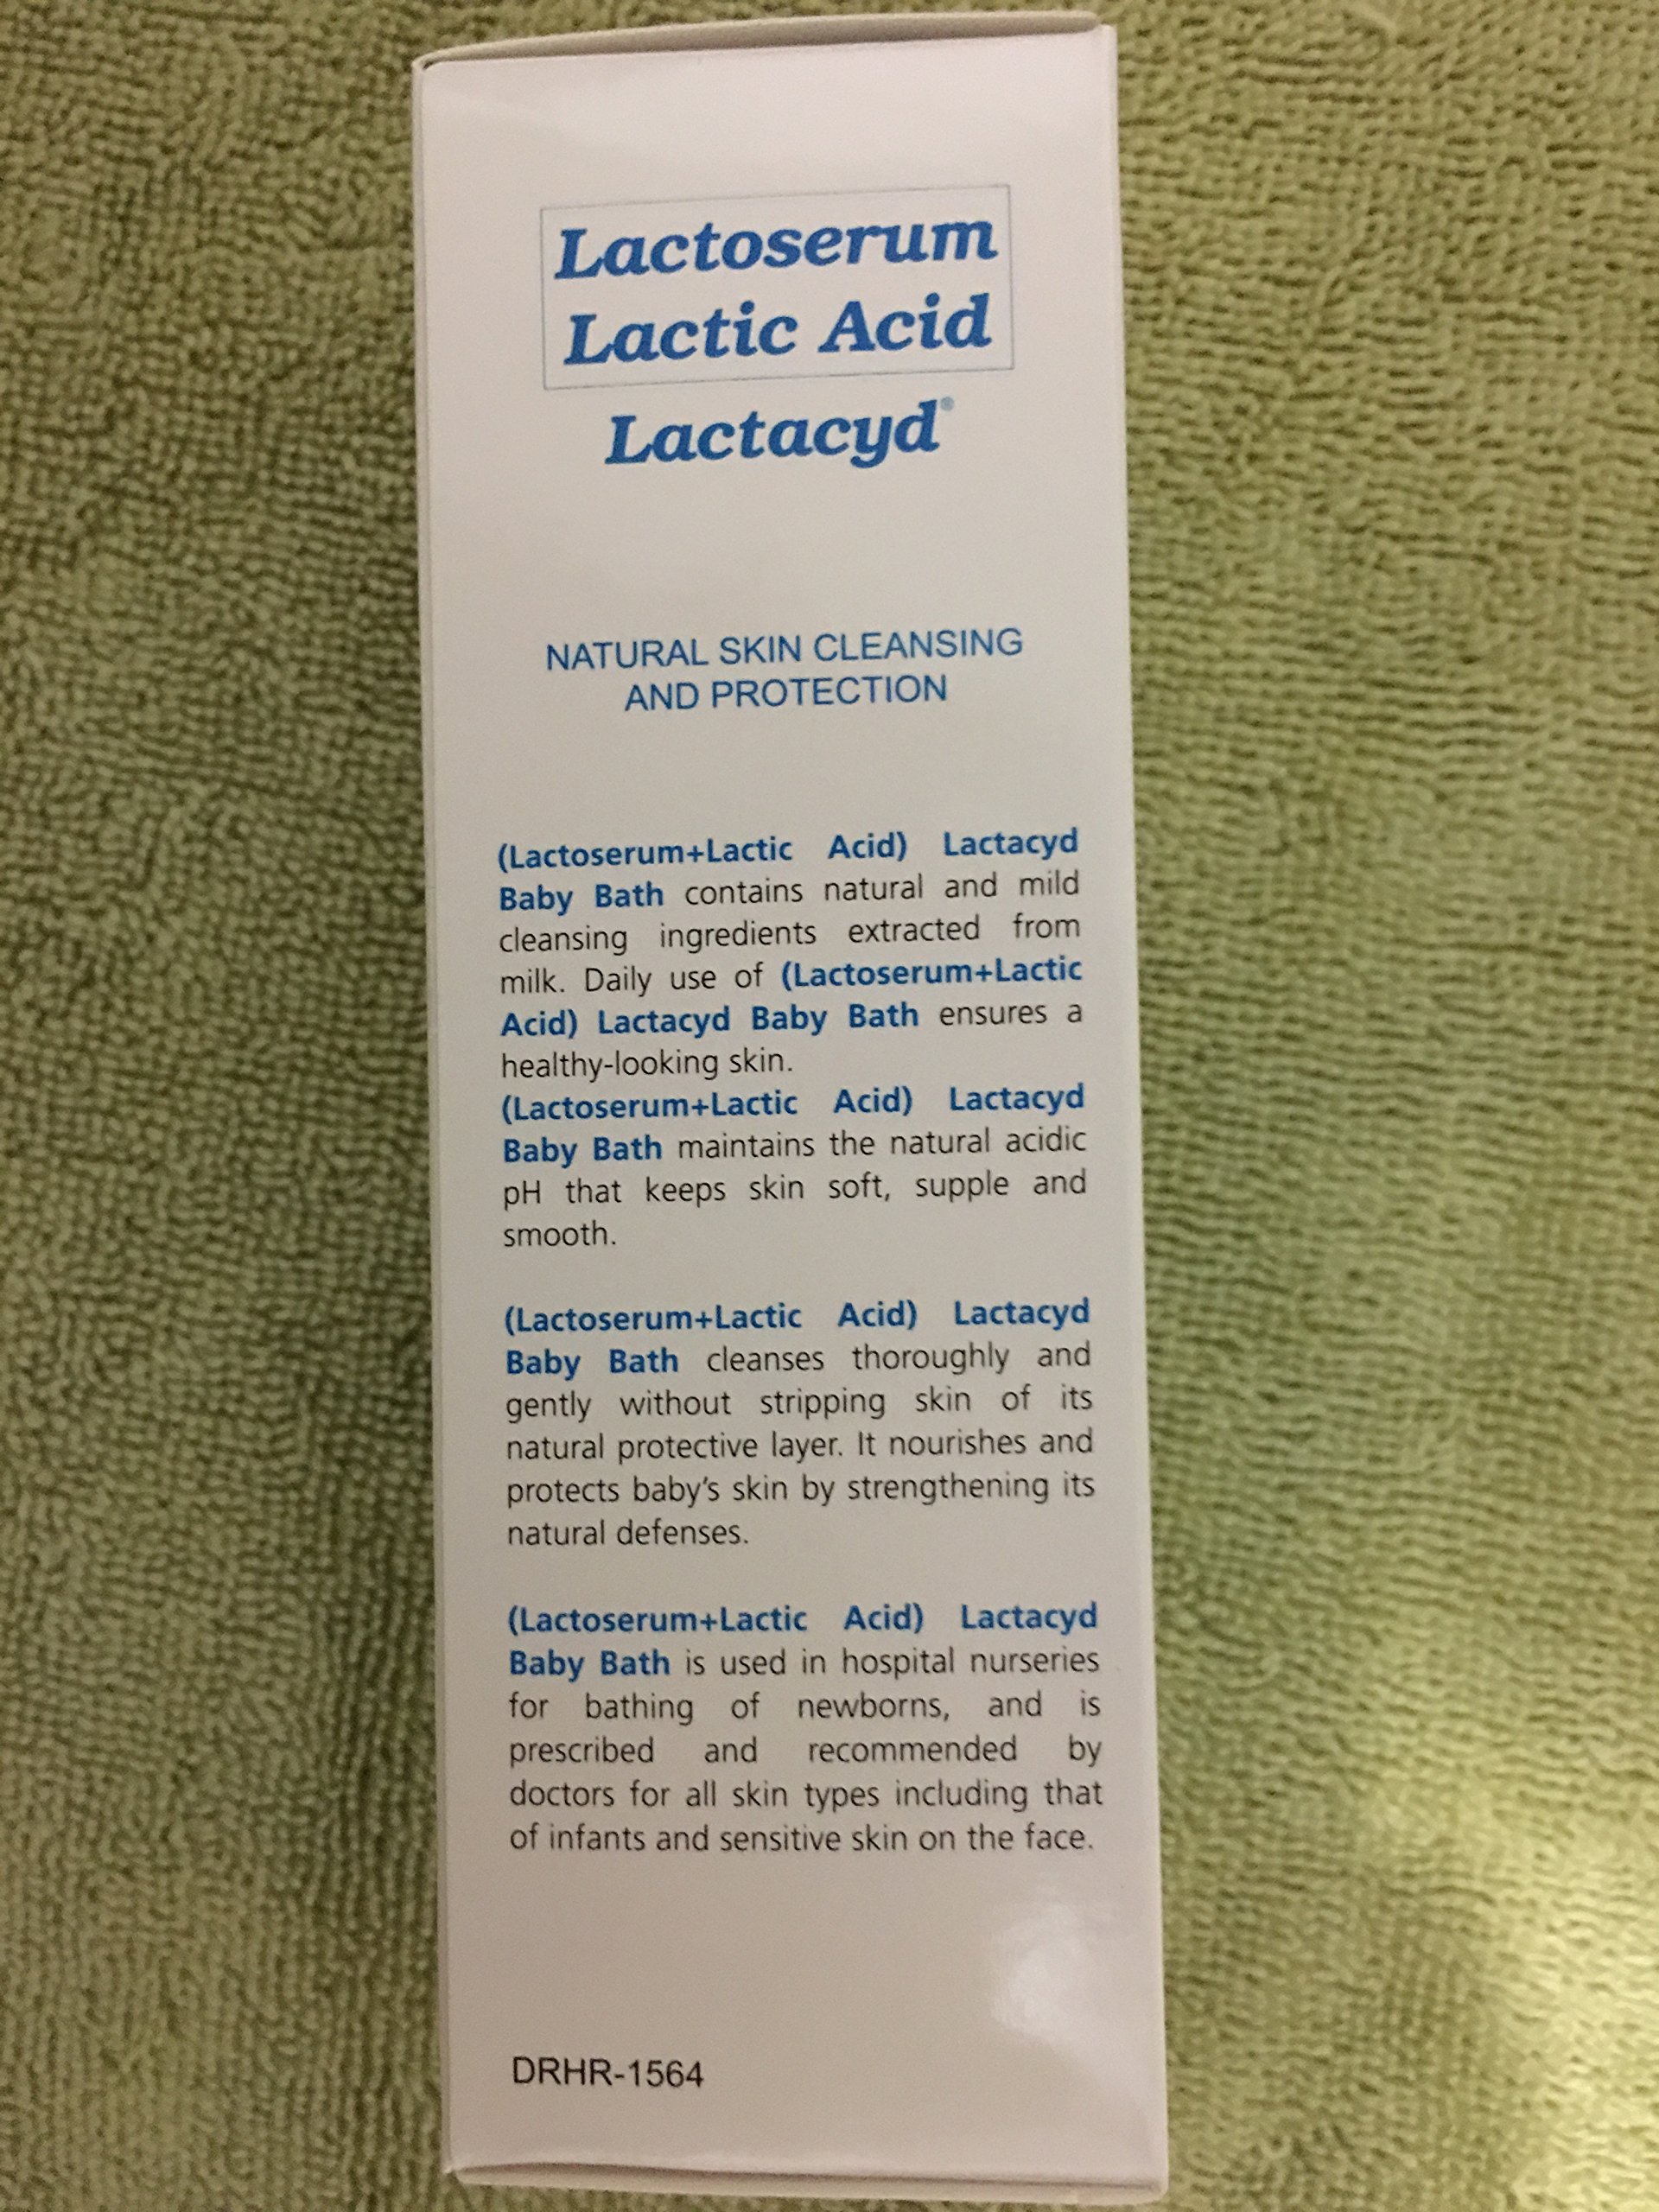 Lactoserum
Lactic Acid
Lactacyd®
NATURAL SKIN CLEANSING
AND PROTECTION
(Lactoserum+Lactic Acid) Lactacyd
Baby Bath contains natural and mild
cleansing ingredients extracted from
milk. Daily use of (Lactoserum+Lactic
Acid) Lactacyd Baby Bath ensures a
healthy-looking skin.
(Lactoserum+Lactic Acid) Lactacyd
Baby Bath maintains the natural acidic
pH that keeps skin soft, supple and
smooth.
(Lactoserum+Lactic Acid) Lactacyd
Baby Bath cleanses thoroughly and
gently without stripping skin of its
natural protective layer. It nourishes and
protects baby’s skin by strengthening its
natural defenses.
(Lactoserum+Lactic Acid) Lactacyd
Baby Bath is used in hospital nurseries
for bathing of newborns, and is
prescribed and recommended by
doctors for all skin types including that
of infants and sensitive skin on the face.
DRHR-1564